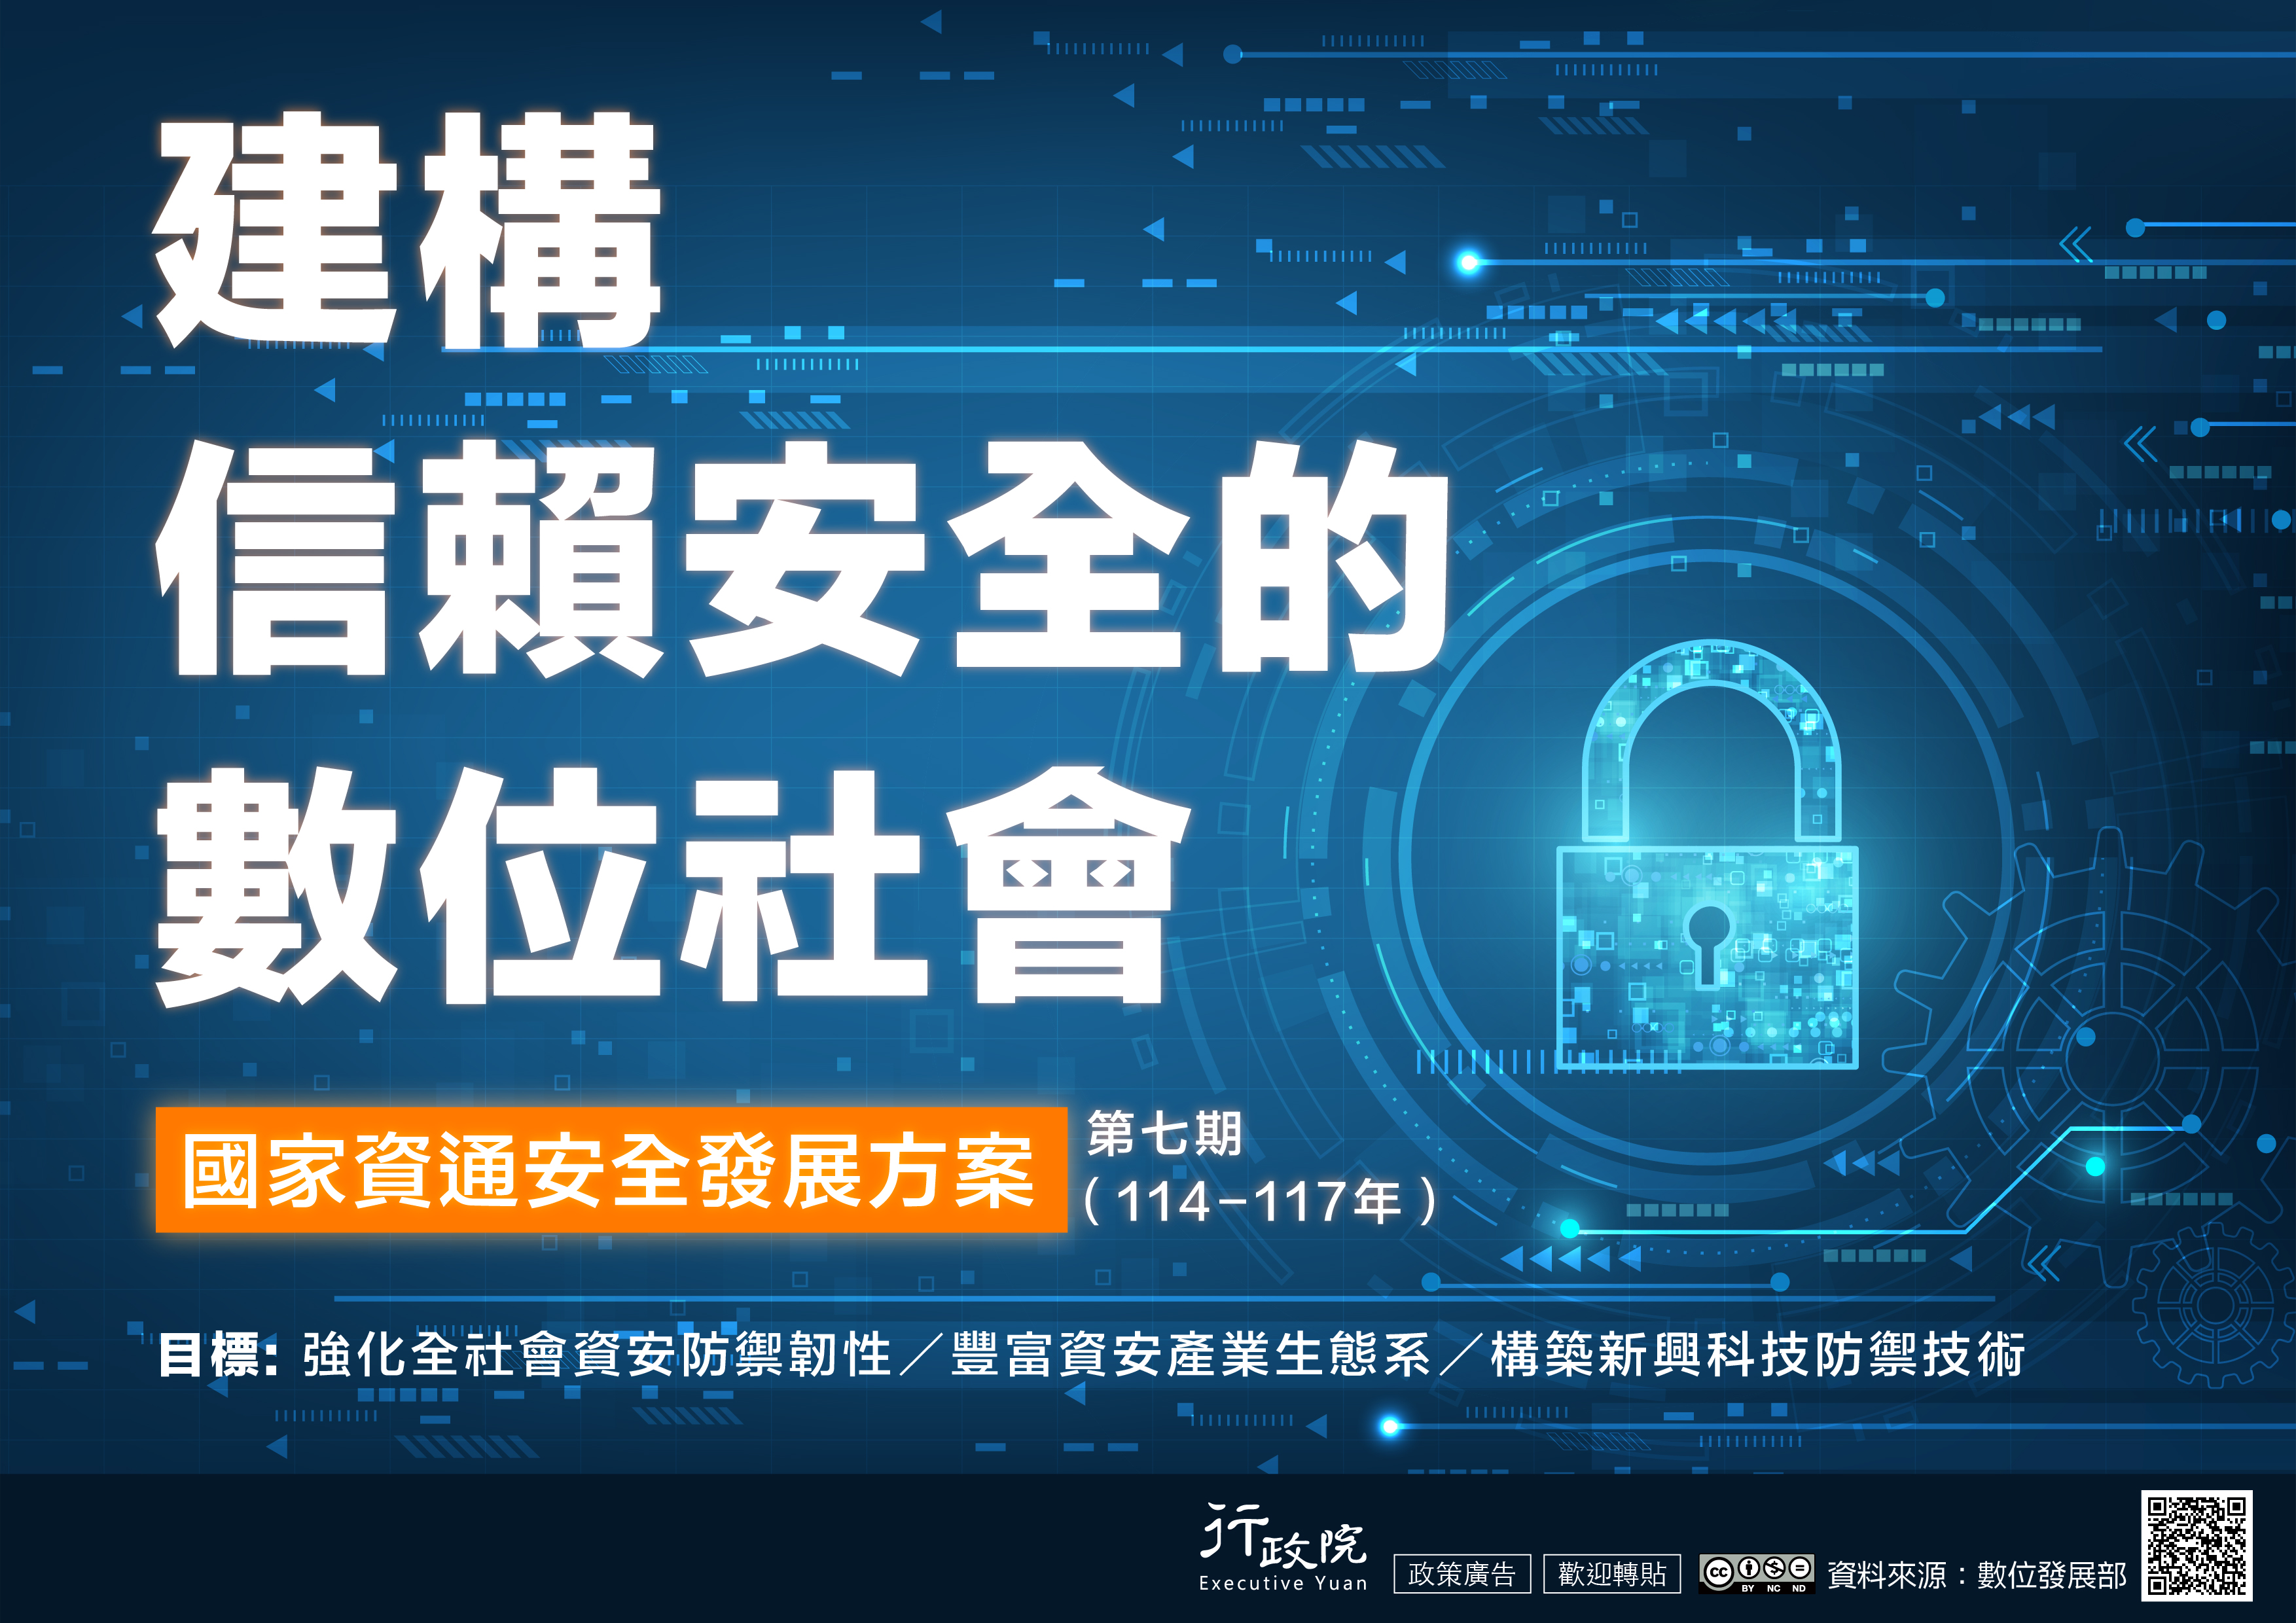 建構
信賴安全的
數位社會
國家資通安全發展方案
第七期
（114-117年）
目標：強化全社會資安防禦韌性／豐富資安產業生態系／構築新興科技防禦技術
行政院
Executive Yuan
政策廣告
歡迎轉貼
cc BY NC ND
資料來源：數位發展部